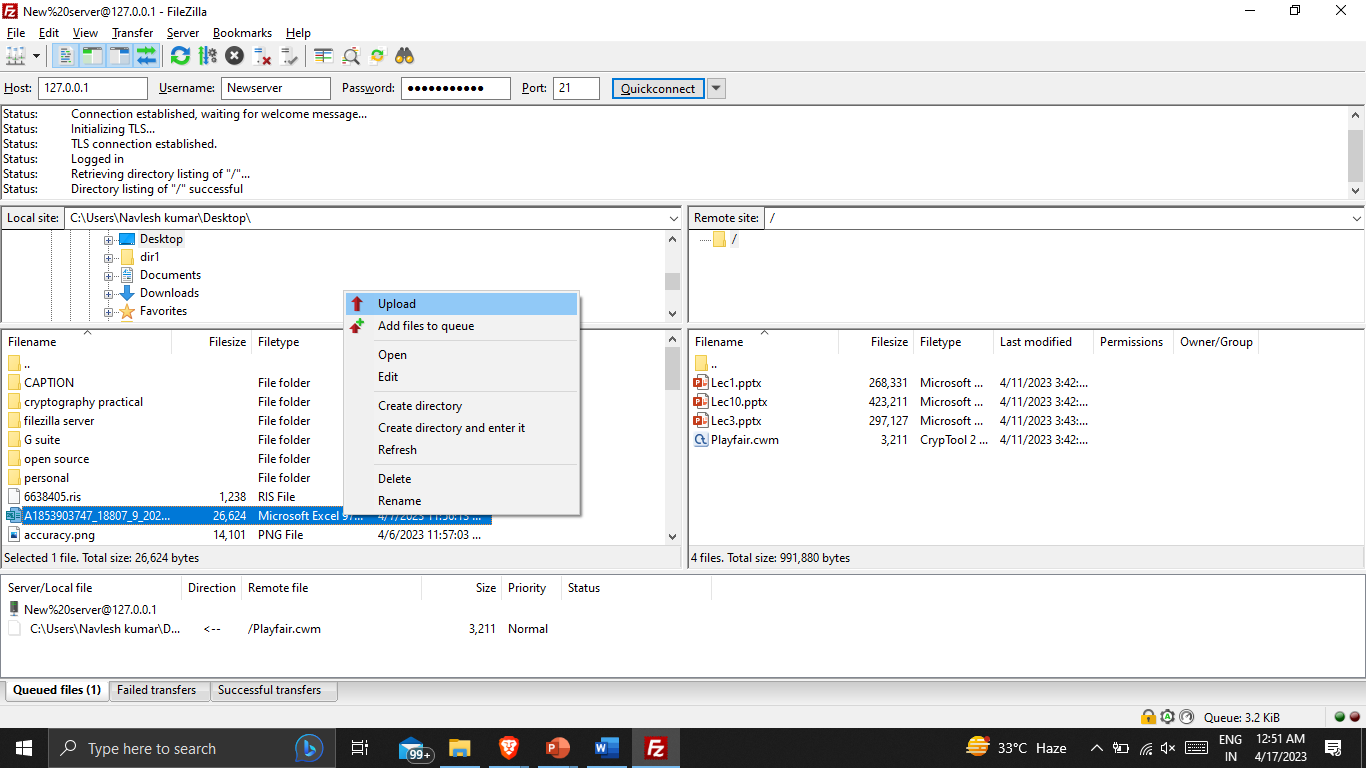 New%20server@127.0.0.1 - FileZilla
File Edit View Transfer Server Bookmarks Help
Host: 127.0.0.1 Username: Newserver Password: ●●●●●●●●●●● Port: 21 Quickconnect
Status: Connection established, waiting for welcome message...
Status: Initializing TLS...
Status: TLS connection established.
Status: Logged in
Status: Retrieving directory listing of "/"...
Status: Directory listing of "/" successful
Local site: C:\Users\Navlesh kumar\Desktop\
Desktop
dir1
Documents
Downloads
Favorites
Remote site: /
/
Filename Filesize Filetype
..
CAPTION File folder
cryptography practical File folder
filezilla server File folder
G suite File folder
open source File folder
personal File folder
6638405.ris 1,238 RIS File
A1853903747_18807_9_202... 26,624 Microsoft Excel 97...
accuracy.png 14,101 PNG File 4/6/2023 11:57:03 ...
Selected 1 file. Total size: 26,624 bytes
Upload
Add files to queue
Open
Edit
Create directory
Create directory and enter it
Refresh
Delete
Rename
Filename Filesize Filetype Last modified Permissions Owner/Group
..
Lec1.pptx 268,331 Microsoft ... 4/11/2023 3:42:...
Lec10.pptx 423,211 Microsoft ... 4/11/2023 3:42:...
Lec3.pptx 297,127 Microsoft ... 4/11/2023 3:43:...
Playfair.cwm 3,211 CrypTool 2 ... 4/11/2023 3:42:...
4 files. Total size: 991,880 bytes
Server/Local file Direction Remote file Size Priority Status
New%20server@127.0.0.1
C:\Users\Navlesh kumar\D... <-- /Playfair.cwm 3,211 Normal
Queued files (1) Failed transfers Successful transfers
Queue: 3.2 KiB
Type here to search
99+
33°C Haze
ENG
IN
12:51 AM
4/17/2023